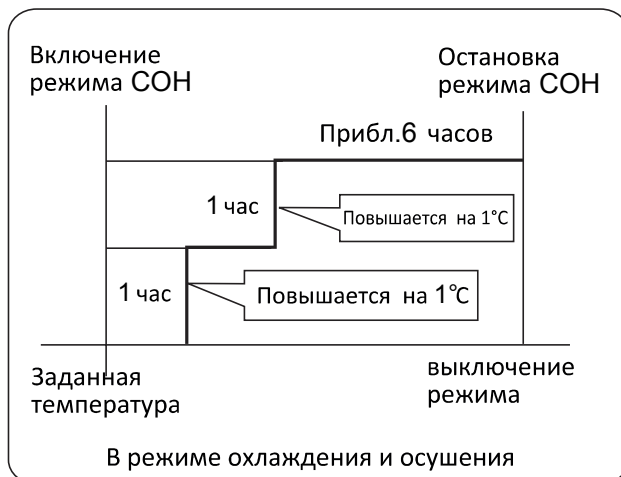 Включение
режима СОН
Остановка
режима СОН
Прибл.6 часов
1 час
Повышается на 1°C
1 час
Повышается на 1°C
Заданная
температура
выключение
режима
В режиме охлаждения и осушения